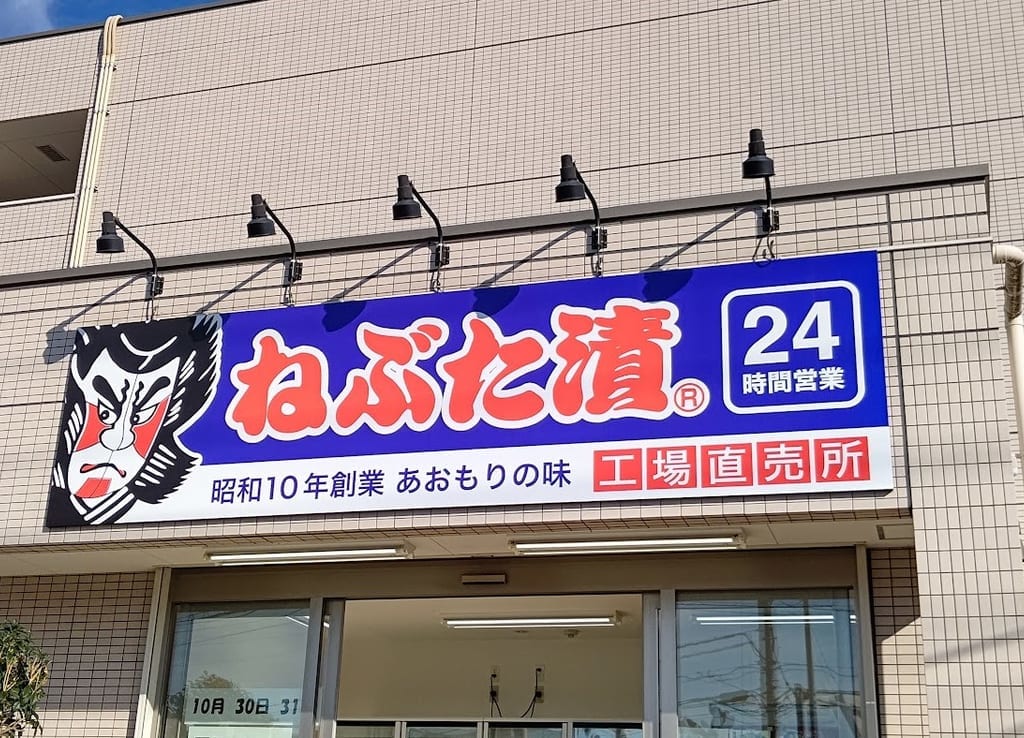 ねぶた漬®
24
時間営業
昭和10年創業 あおもりの味
工場直売所
10月 30日 31